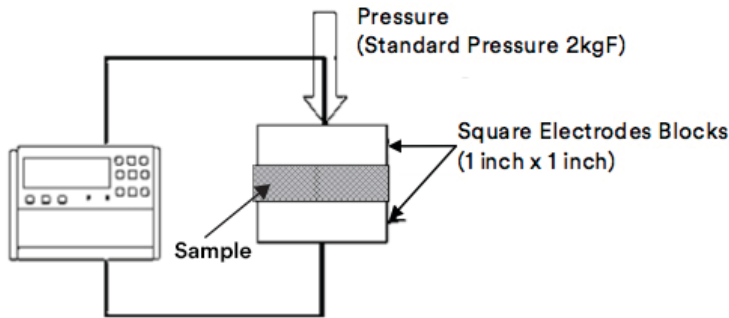 Pressure
(Standard Pressure 2kgF)
Square Electrodes Blocks
(1 inch x 1 inch)
Sample